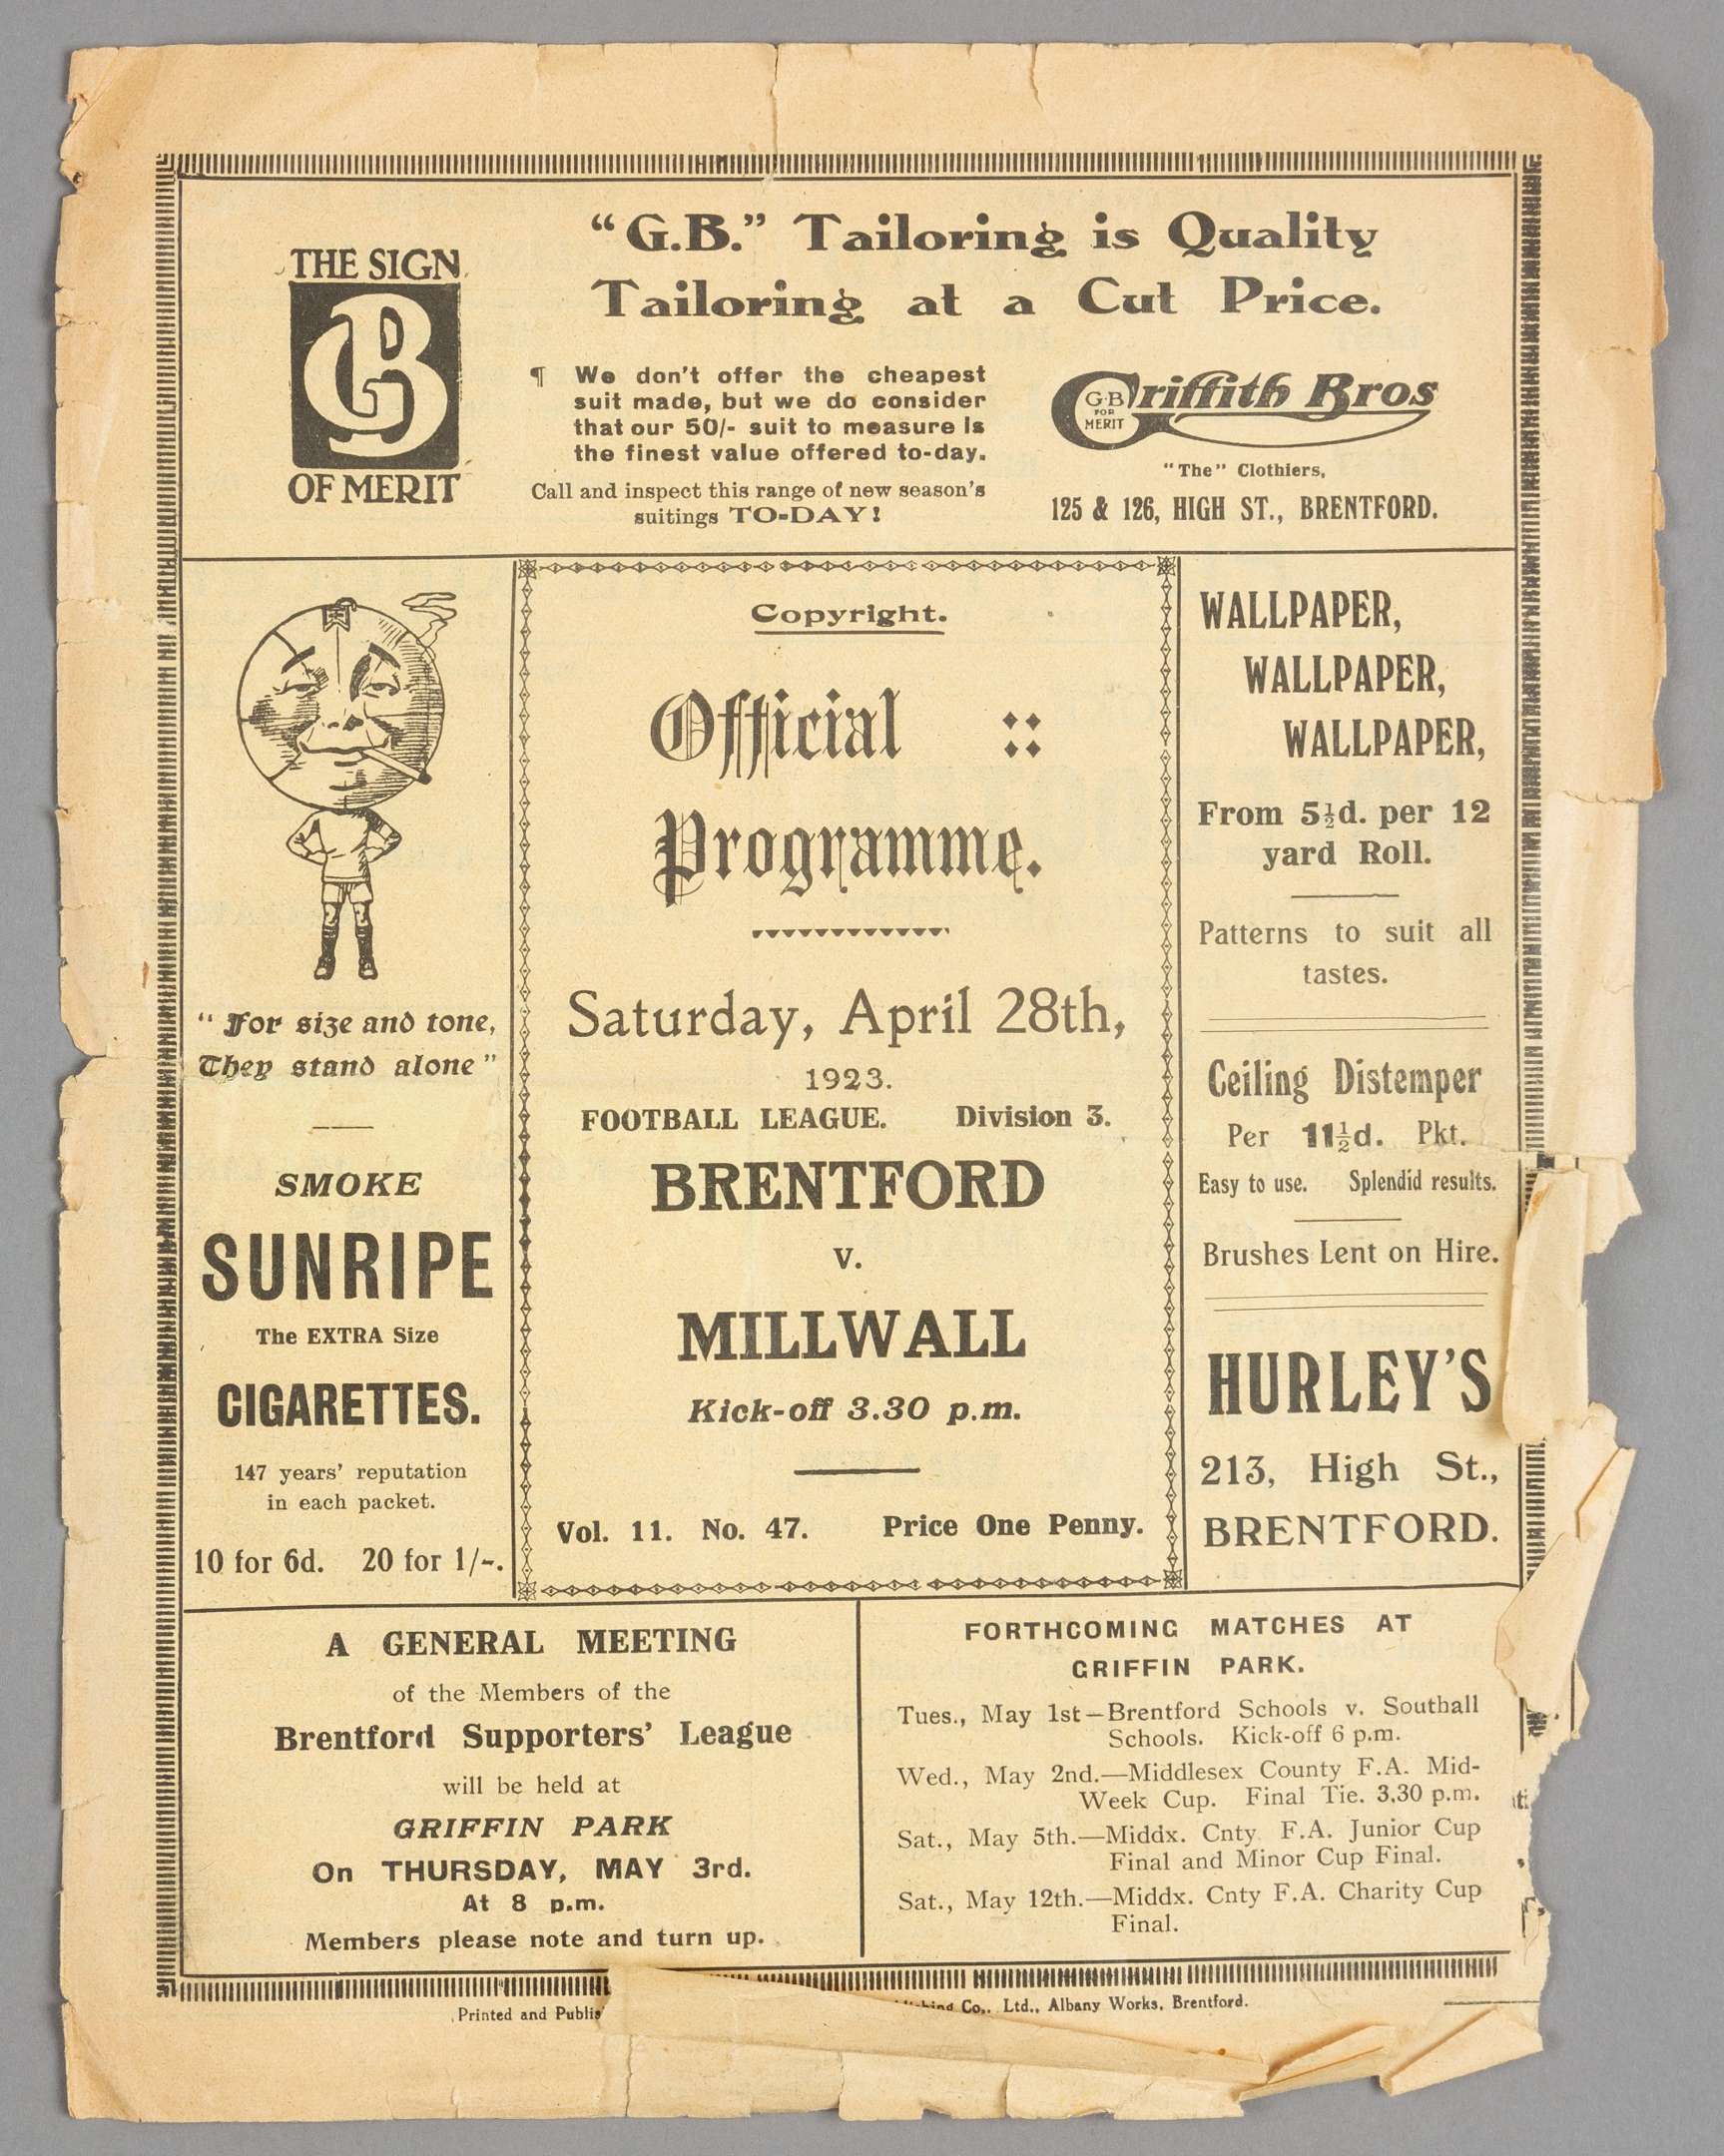 THE SIGN
GB
OF MERIT
“G.B.” Tailoring is Quality
Tailoring at a Cut Price.
¶ We don't offer the cheapest
suit made, but we do consider
that our 50/- suit to measure is
the finest value offered to-day.
Call and inspect this range of new season's
suitings TO-DAY!
Griffith Bros
G.B
FOR
MERIT
“The” Clothiers,
125 & 126, HIGH ST., BRENTFORD.
“For size and tone,
They stand alone”
SMOKE
SUNRIPE
The EXTRA Size
CIGARETTES.
147 years' reputation
in each packet.
10 for 6d. 20 for 1/-.
Copyright.
Official ::
Programme.
Saturday, April 28th,
1923.
FOOTBALL LEAGUE. Division 3.
BRENTFORD
v.
MILLWALL
Kick-off 3.30 p.m.
Vol. 11. No. 47. Price One Penny.
WALLPAPER,
WALLPAPER,
WALLPAPER,
From 5½d. per 12
yard Roll.
Patterns to suit all
tastes.
Ceiling Distemper
Per 11½d. Pkt.
Easy to use. Splendid results.
Brushes Lent on Hire.
HURLEY'S
213, High St.,
BRENTFORD.
A GENERAL MEETING
of the Members of the
Brentford Supporters' League
will be held at
GRIFFIN PARK
On THURSDAY, MAY 3rd.
At 8 p.m.
Members please note and turn up.
FORTHCOMING MATCHES AT
GRIFFIN PARK.
Tues., May 1st—Brentford Schools v. Southall
Schools. Kick-off 6 p.m.
Wed., May 2nd.—Middlesex County F.A. Mid-
Week Cup. Final Tie. 3.30 p.m.
Sat., May 5th.—Middx. Cnty F.A. Junior Cup
Final and Minor Cup Final.
Sat., May 12th.—Middx. Cnty F.A. Charity Cup
Final.
Printed and Co., Ltd., Albany Works, Brentford.